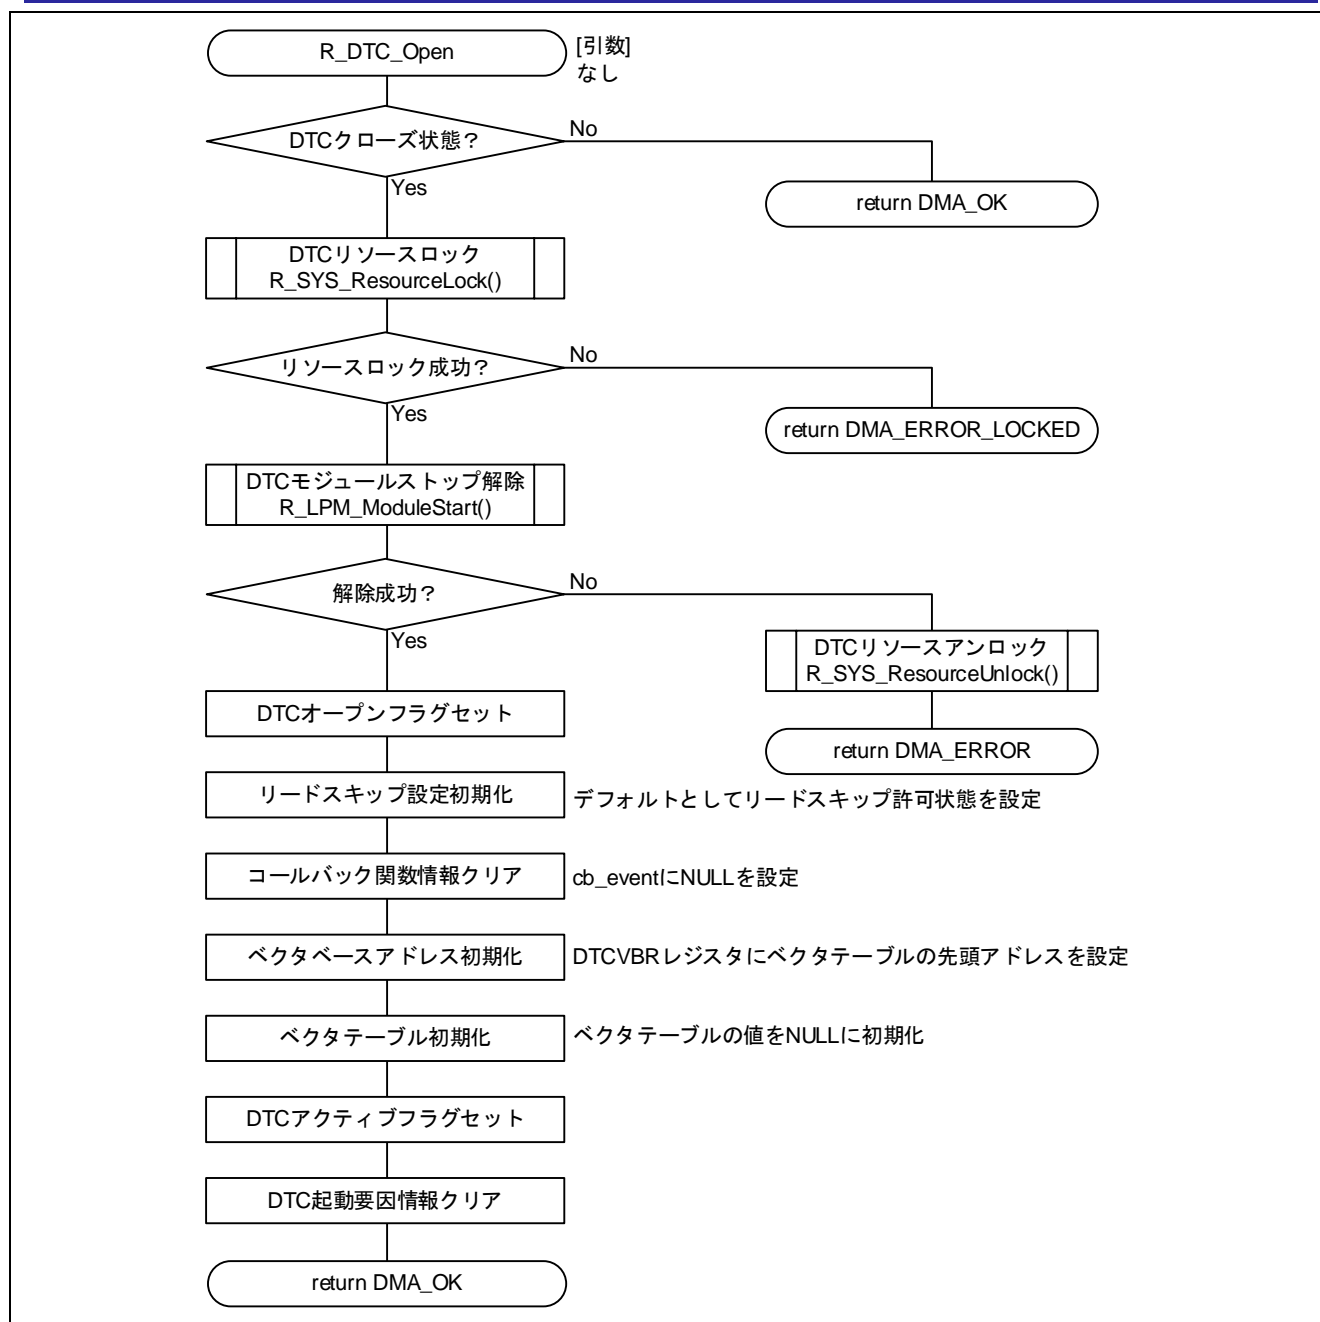 R_DTC_Open
[引数]
なし
DTCクローズ状態？
No
Yes
return DMA_OK
DTCリソースロック
R_SYS_ResourceLock()
リソースロック成功？
No
Yes
return DMA_ERROR_LOCKED
DTCモジュールストップ解除
R_LPM_ModuleStart()
解除成功？
No
Yes
DTCリソースアンロック
R_SYS_ResourceUnlock()
DTCオープンフラグセット
return DMA_ERROR
リードスキップ設定初期化
デフォルトとしてリードスキップ許可状態を設定
コールバック関数情報クリア
cb_eventにNULLを設定
ベクタベースアドレス初期化
DTCVBRレジスタにベクタテーブルの先頭アドレスを設定
ベクタテーブル初期化
ベクタテーブルの値をNULLに初期化
DTCアクティブフラグセット
DTC起動要因情報クリア
return DMA_OK